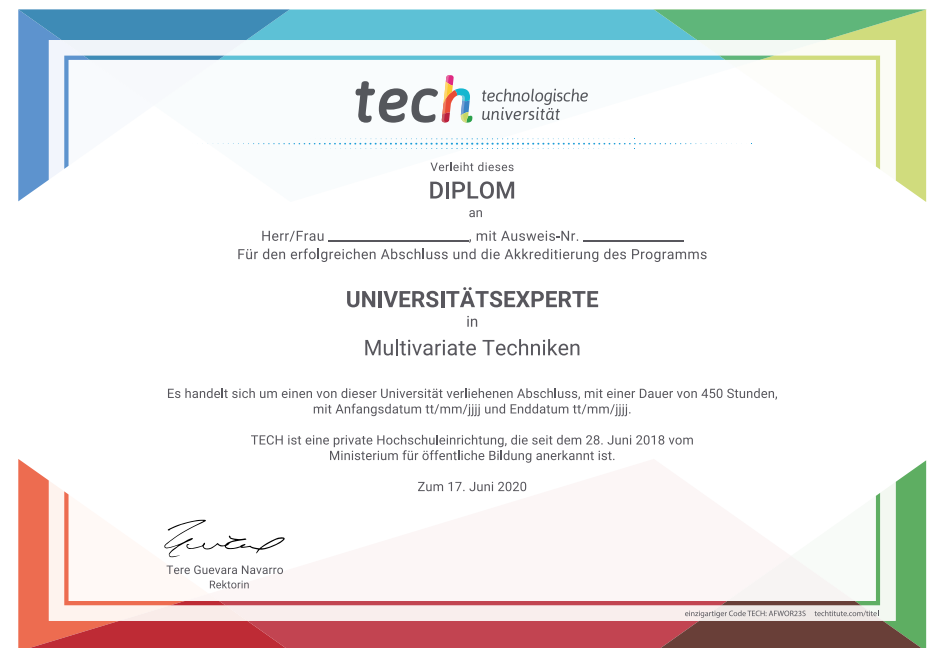 tech technologische
universität
Verleiht dieses
DIPLOM
an
Herr/Frau ____________________, mit Ausweis-Nr. ______________
Für den erfolgreichen Abschluss und die Akkreditierung des Programms
UNIVERSITÄTSEXPERTE
in
Multivariate Techniken
Es handelt sich um einen von dieser Universität verliehenen Abschluss, mit einer Dauer von 450 Stunden,
mit Anfangsdatum tt/mm/jjjj und Enddatum tt/mm/jjjj.
TECH ist eine private Hochschuleinrichtung, die seit dem 28. Juni 2018 vom
Ministerium für öffentliche Bildung anerkannt ist.
Zum 17. Juni 2020
Tere Guevara Navarro
Rektorin
einzigartiger Code TECH: AFWOR23S techtitute.com/titel